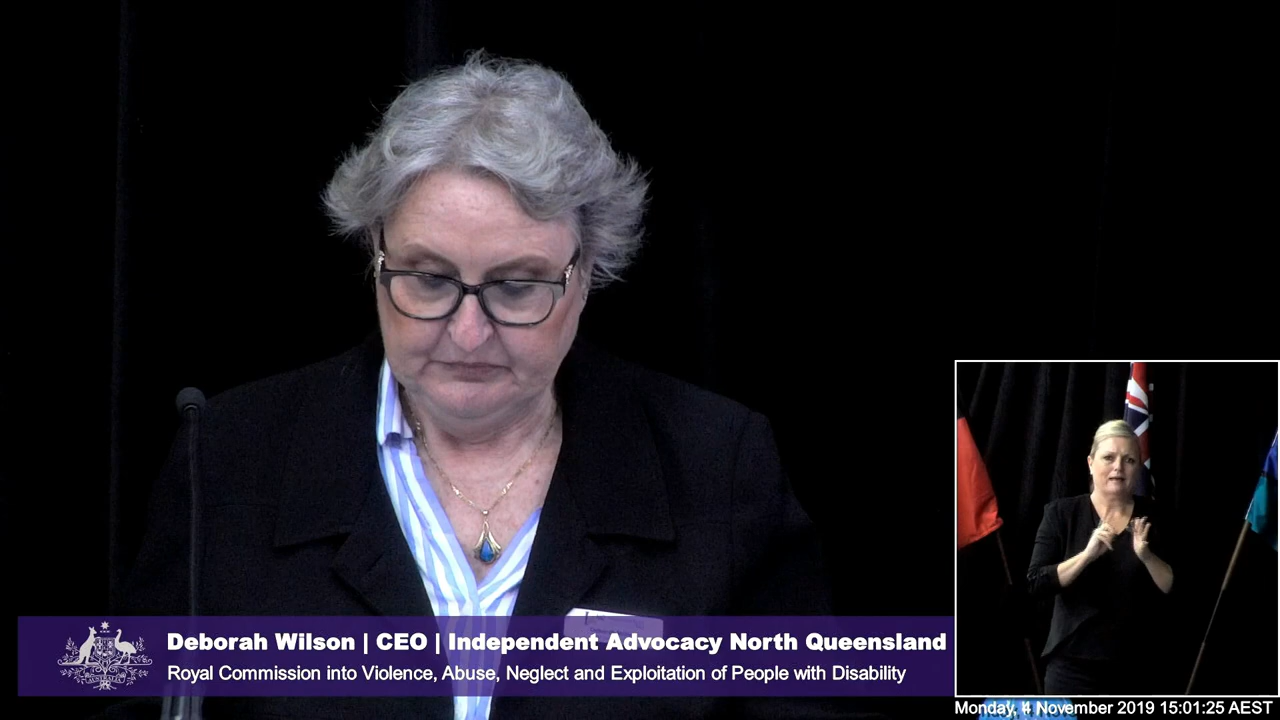 Deborah Wilson | CEO | Independent Advocacy North Queensland
Royal Commission into Violence, Abuse, Neglect and Exploitation of People with Disability
Monday, 4 November 2019 15:01:25 AEST